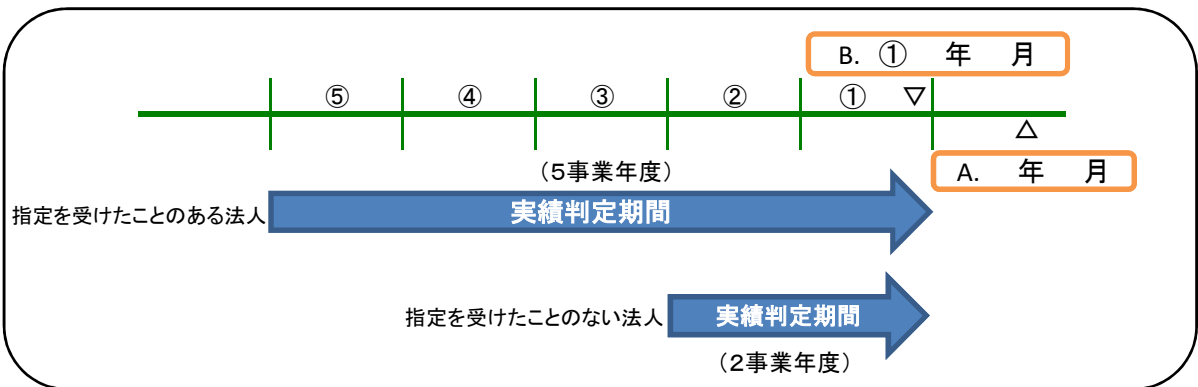 B. ① 年 月
⑤ ④ ③ ② ① ▽
△
(5事業年度)
A. 年 月
指定を受けたことのある法人 実績判定期間
指定を受けたことのない法人 実績判定期間
(2事業年度)